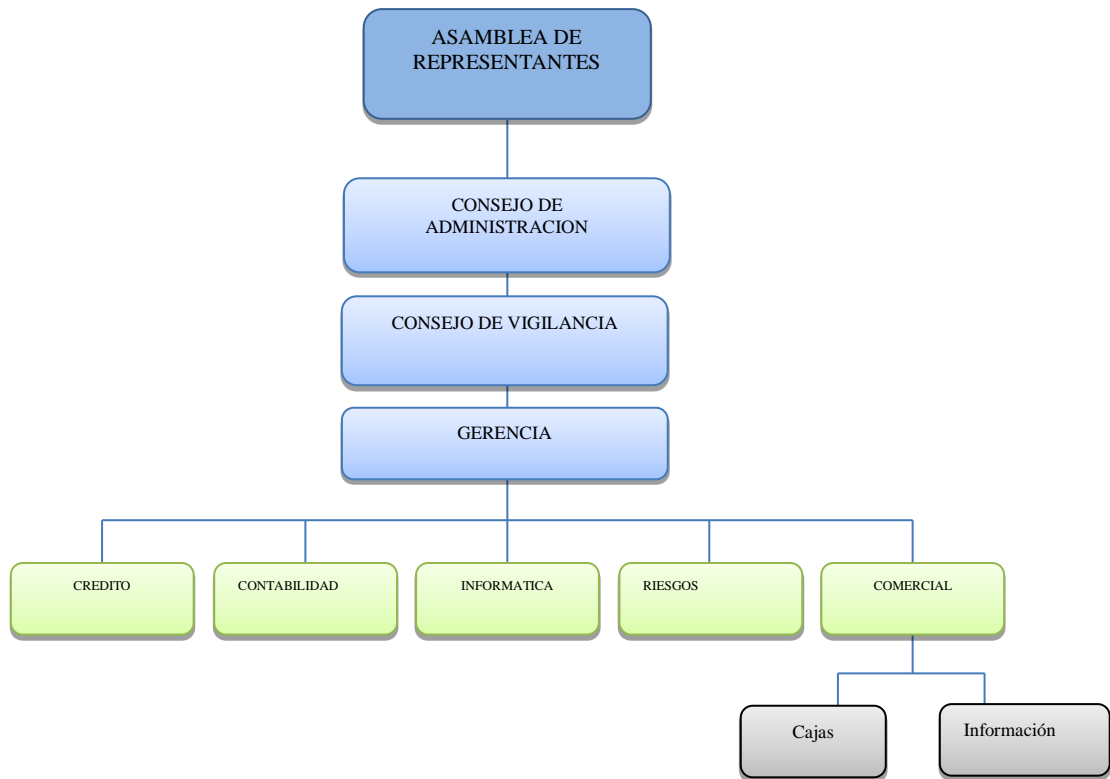 ASAMBLEA DE
REPRESENTANTES
CONSEJO DE
ADMINISTRACION
CONSEJO DE VIGILANCIA
GERENCIA
CREDITO
CONTABILIDAD
INFORMATICA
RIESGOS
COMERCIAL
Cajas
Información